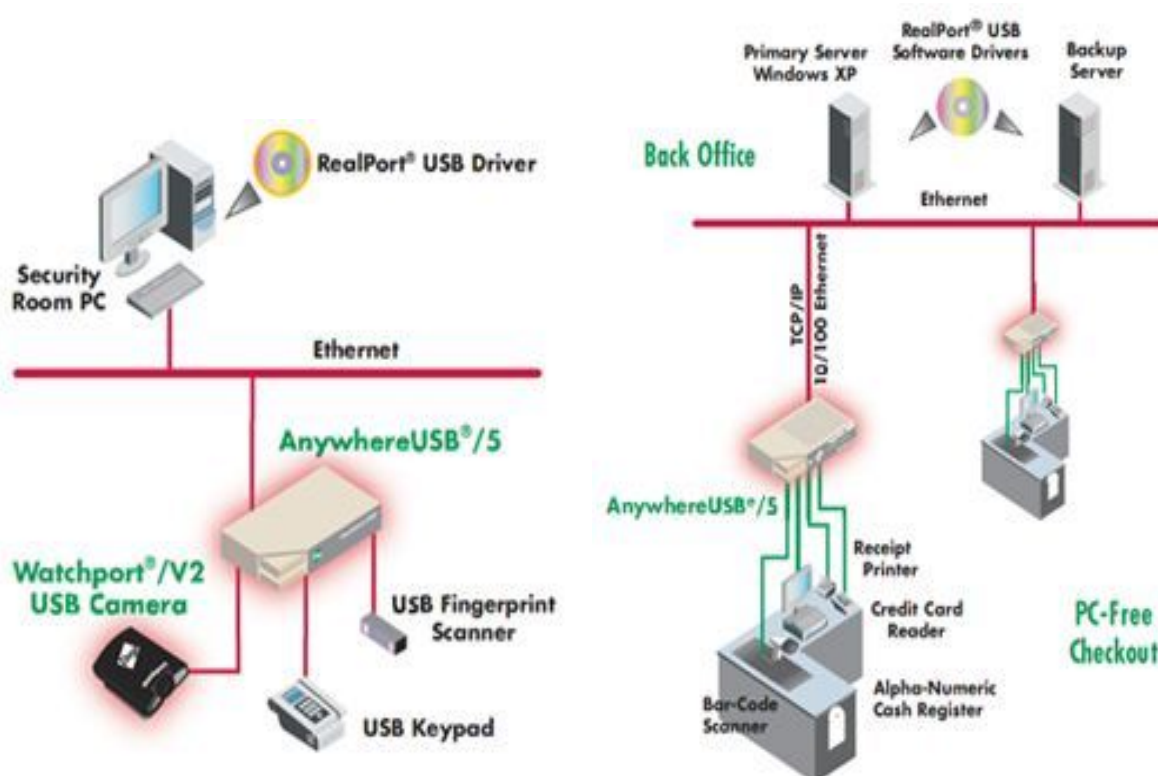 RealPort® USB Driver
Security
Room PC
Ethernet
AnywhereUSB®/5
Watchport®/V2
USB Camera
USB Fingerprint
Scanner
USB Keypad
Primary Server
Windows XP
RealPort® USB
Software Drivers
Backup
Server
Back Office
Ethernet
TCP/IP
10/100 Ethernet
AnywhereUSB®/5
Receipt
Printer
Credit Card
Reader
Alpha-Numeric
Cash Register
Bar-Code
Scanner
PC-Free
Checkout